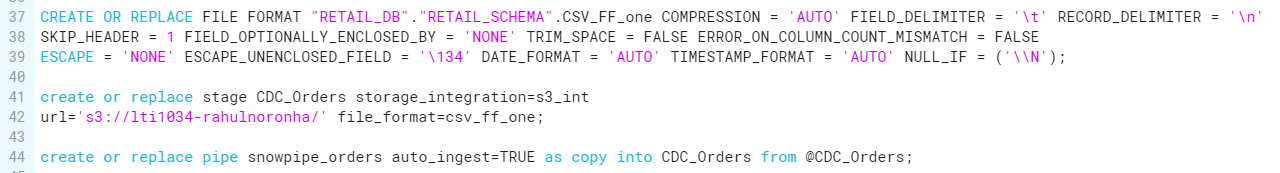 37 CREATE OR REPLACE FILE FORMAT "RETAIL_DB"."RETAIL_SCHEMA".CSV_FF_one COMPRESSION = 'AUTO' FIELD_DELIMITER = '\t' RECORD_DELIMITER = '\n'
38 SKIP_HEADER = 1 FIELD_OPTIONALLY_ENCLOSED_BY = 'NONE' TRIM_SPACE = FALSE ERROR_ON_COLUMN_COUNT_MISMATCH = FALSE
39 ESCAPE = 'NONE' ESCAPE_UNENCLOSED_FIELD = '\134' DATE_FORMAT = 'AUTO' TIMESTAMP_FORMAT = 'AUTO' NULL_IF = ('\\N');
40
41 create or replace stage CDC_Orders storage_integration=s3_int
42 url='s3://lti1034-rahulnoronha/' file_format=csv_ff_one;
43
44 create or replace pipe snowpipe_orders auto_ingest=TRUE as copy into CDC_Orders from @CDC_Orders;